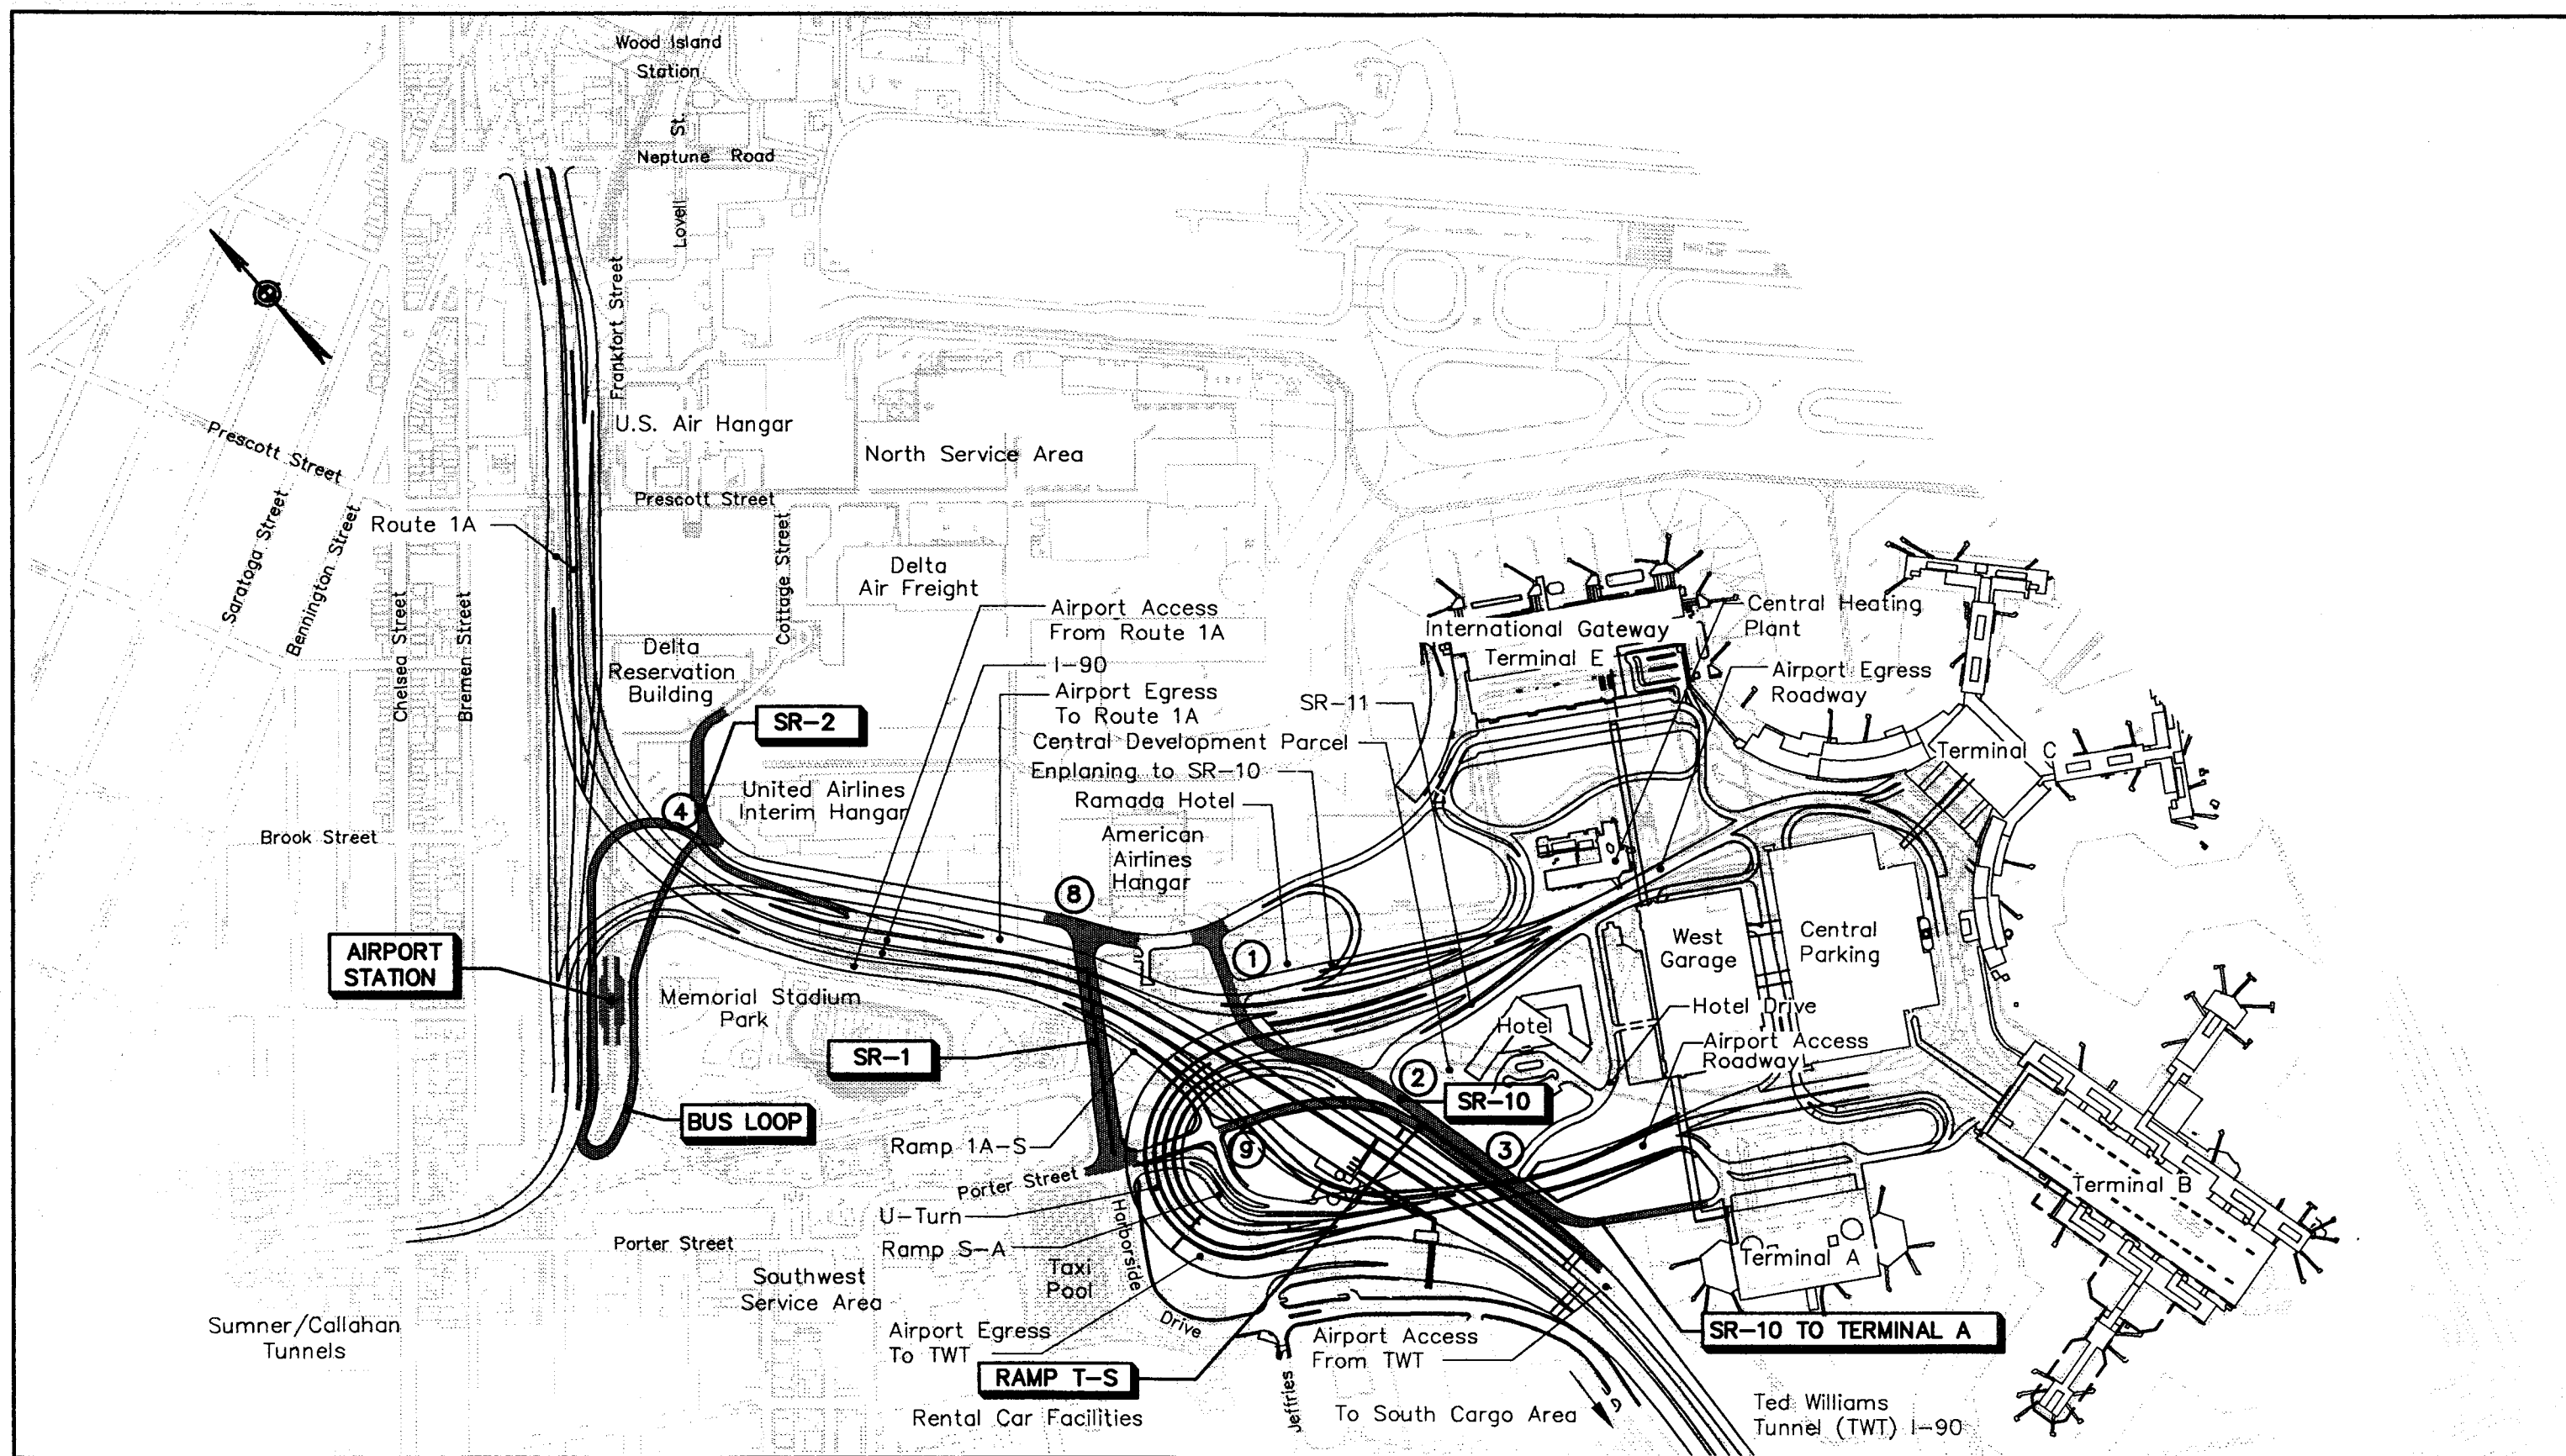 Wood Island
Station
Lovell St.
Neptune Road
Frankfort Street
U.S. Air Hangar
North Service Area
Prescott Street
Prescott Street
Saratoga Street
Bennington Street
Route 1A
Chelsea Street
Bremen Street
Cottage Street
Delta
Air Freight
Airport Access
From Route 1A
I-90
Airport Egress
To Route 1A
SR-11
Central Development Parcel
Enplaning to SR-10
Ramada Hotel
American
Airlines
Hangar
Delta
Reservation
Building
SR-2
United Airlines
Interim Hangar
4
Brook Street
8
1
International Gateway
Terminal E
Central Heating
Plant
Airport Egress
Roadway
Terminal C
West
Garage
Central
Parking
AIRPORT
STATION
Memorial Stadium
Park
Hotel
Hotel Drive
Airport Access
Roadway
SR-1
2
SR-10
BUS LOOP
Ramp 1A-S
9
3
Porter Street
U-Turn
Ramp S-A
Harborside
Drive
Porter Street
Taxi
Pool
Southwest
Service Area
Terminal B
Terminal A
Sumner/Callahan
Tunnels
Airport Egress
To TWT
Airport Access
From TWT
SR-10 TO TERMINAL A
RAMP T-S
Jeffries
Rental Car Facilities
To South Cargo Area
Ted Williams
Tunnel (TWT) I-90